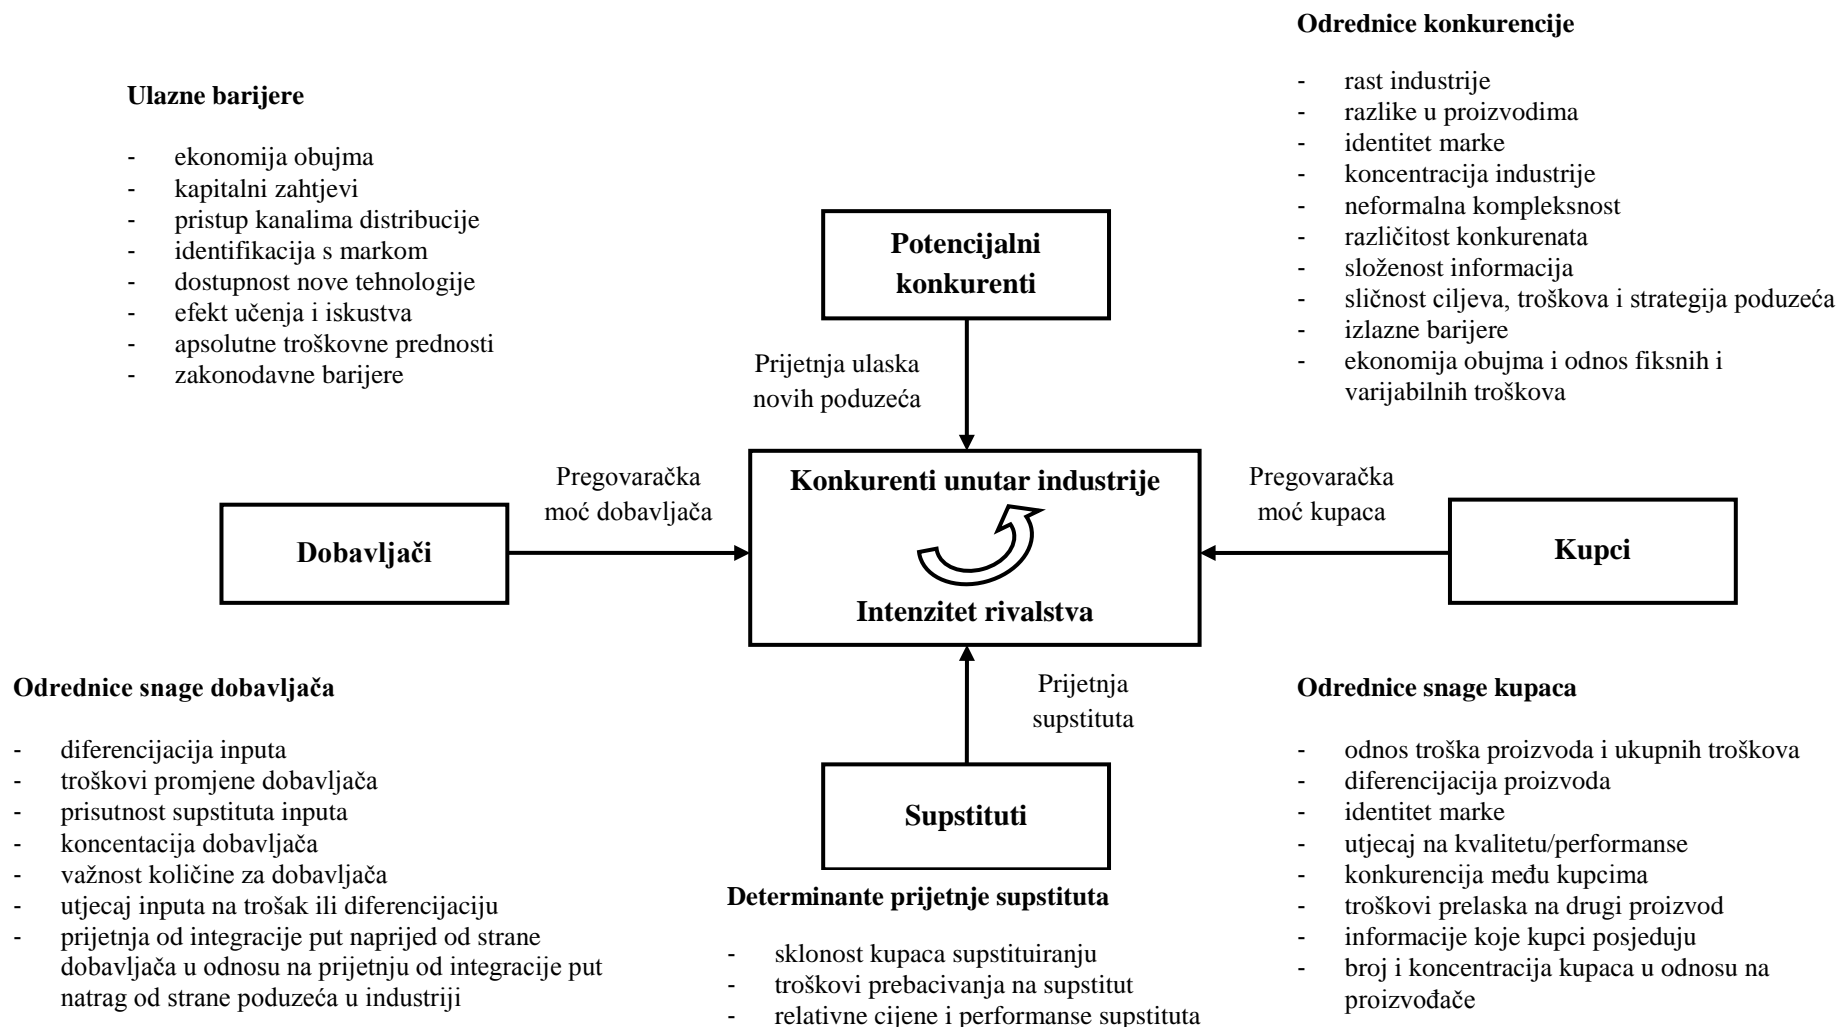 Odrednice konkurencije
- rast industrije
- razlike u proizvodima
- identitet marke
- koncentracija industrije
- neformalna kompleksnost
- različitost konkurenata
- složenost informacija
- sličnost ciljeva, troškova i strategija poduzeća
- izlazne barijere
- ekonomija obujma i odnos fiksnih i
varijabilnih troškova
Ulazne barijere
- ekonomija obujma
- kapitalni zahtjevi
- pristup kanalima distribucije
- identifikacija s markom
- dostupnost nove tehnologije
- efekt učenja i iskustva
- apsolutne troškovne prednosti
- zakonodavne barijere
Potencijalni
konkurenti
Prijetnja ulaska
novih poduzeća
Dobavljači
Pregovaračka
moć dobavljača
Konkurenti unutar industrije
Intenzitet rivalstva
Pregovaračka
moć kupaca
Kupci
Prijetnja
supstituta
Supstituti
Odrednice snage dobavljača
- diferencijacija inputa
- troškovi promjene dobavljača
- prisutnost supstituta inputa
- koncentacija dobavljača
- važnost količine za dobavljača
- utjecaj inputa na trošak ili diferencijaciju
- prijetnja od integracije put naprijed od strane
dobavljača u odnosu na prijetnju od integracije put
natrag od strane poduzeća u industriji
Determinante prijetnje supstituta
- sklonost kupaca supstituiranju
- troškovi prebacivanja na supstitut
- relativne cijene i performanse supstituta
Odrednice snage kupaca
- odnos troška proizvoda i ukupnih troškova
- diferencijacija proizvoda
- identitet marke
- utjecaj na kvalitetu/performanse
- konkurencija među kupcima
- troškovi prelaska na drugi proizvod
- informacije koje kupci posjeduju
- broj i koncentracija kupaca u odnosu na
proizvođače